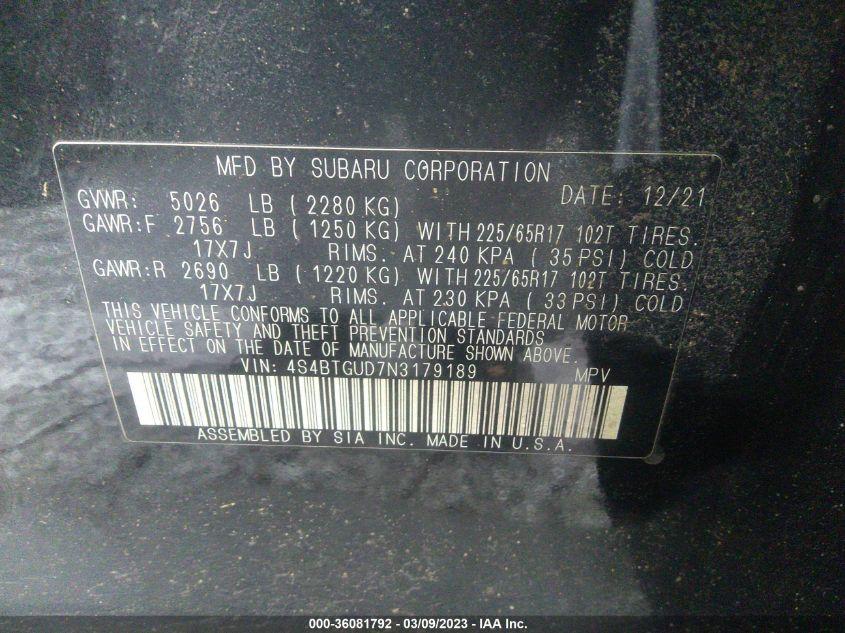 MFD BY SUBARU CORPORATION
GVWR: 5026 LB ( 2280 KG) DATE: 12/21
GAWR:F 2756 LB ( 1250 KG) WITH 225/65R17 102T TIRES.
17X7J RIMS. AT 240 KPA ( 35 PSI) COLD
GAWR:R 2690 LB ( 1220 KG) WITH 225/65R17 102T TIRES.
17X7J RIMS. AT 230 KPA ( 33 PSI) COLD
THIS VEHICLE CONFORMS TO ALL APPLICABLE FEDERAL MOTOR
VEHICLE SAFETY AND THEFT PREVENTION STANDARDS
IN EFFECT ON THE DATE OF MANUFACTURE SHOWN ABOVE.
VIN: 4S4BTGUD7N3179189 MPV
ASSEMBLED BY SIA INC. MADE IN U.S.A.
000-36081792 - 03/09/2023 - IAA Inc.